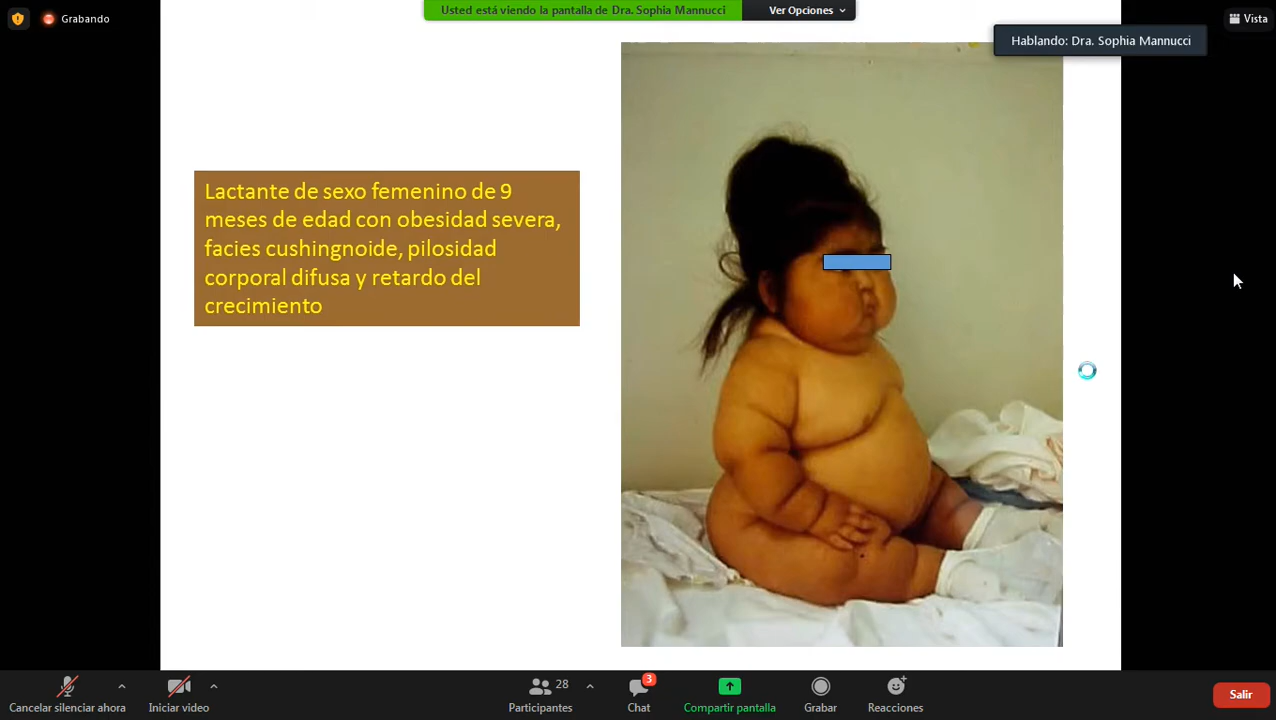 Grabando
Usted está viendo la pantalla de Dra. Sophia Mannucci
Ver Opciones
Vista
Hablando: Dra. Sophia Mannucci
Lactante de sexo femenino de 9
meses de edad con obesidad severa,
facies cushingnoide, pilosidad
corporal difusa y retardo del
crecimiento
Cancelar silenciar ahora
Iniciar video
28
Participantes
3
Chat
Compartir pantalla
Grabar
Reacciones
Salir